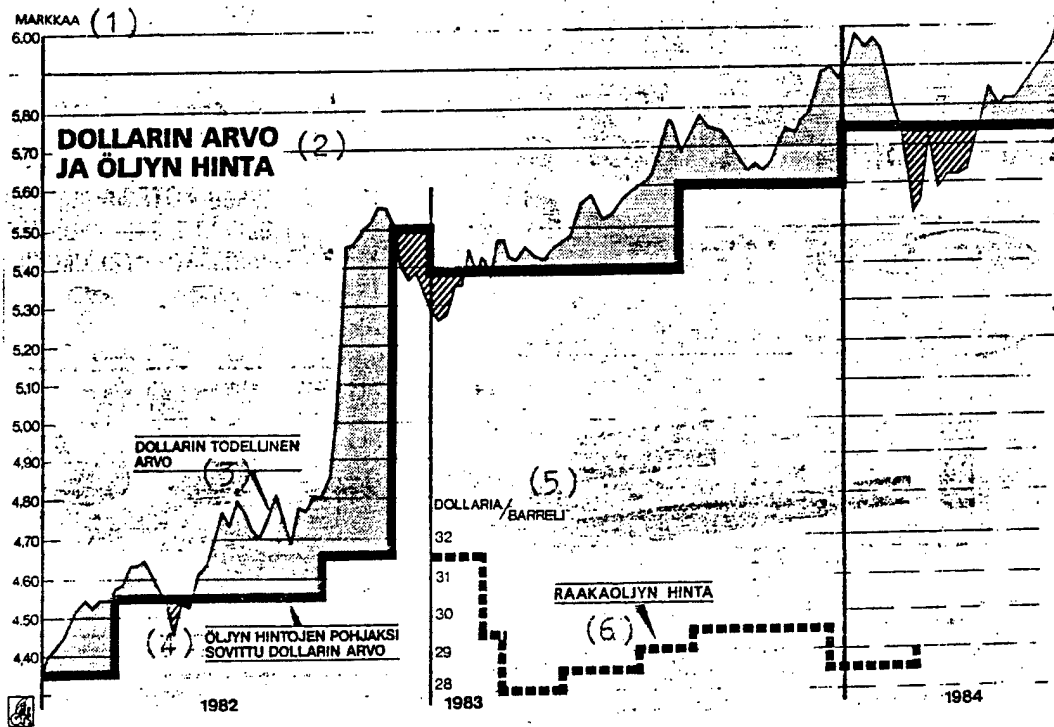 MARKKAA (1)
6.00
5,80
DOLLARIN ARVO (2)
JA ÖLJYN HINTA
5,70
5,60
5,50
5,40
5,30
5,20
5,10
5,00
4,90
DOLLARIN TODELLINEN
ARVO (3)
4,80
4,70
4,60
4,50
4,40
DOLLARIA/BARRELI (5)
32
31
30
29
28
RAAKAOLJYN HINTA
(6)
(4) ÖLJYN HINTOJEN POHJAKSI
SOVITTU DOLLARIN ARVO
1982
1983
1984